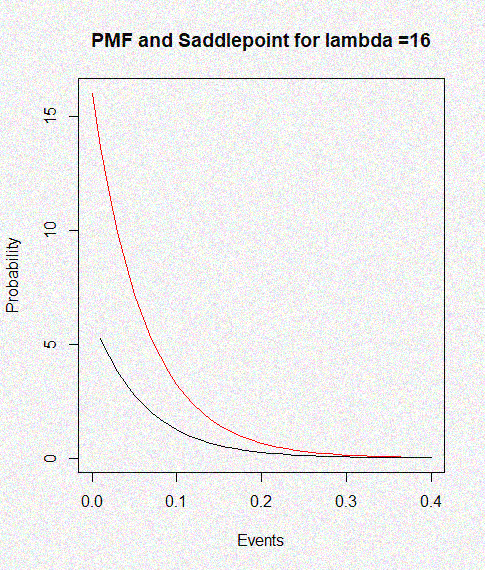 PMF and Saddlepoint for lambda =16
Probability
15
10
5
0
0.0 0.1 0.2 0.3 0.4
Events